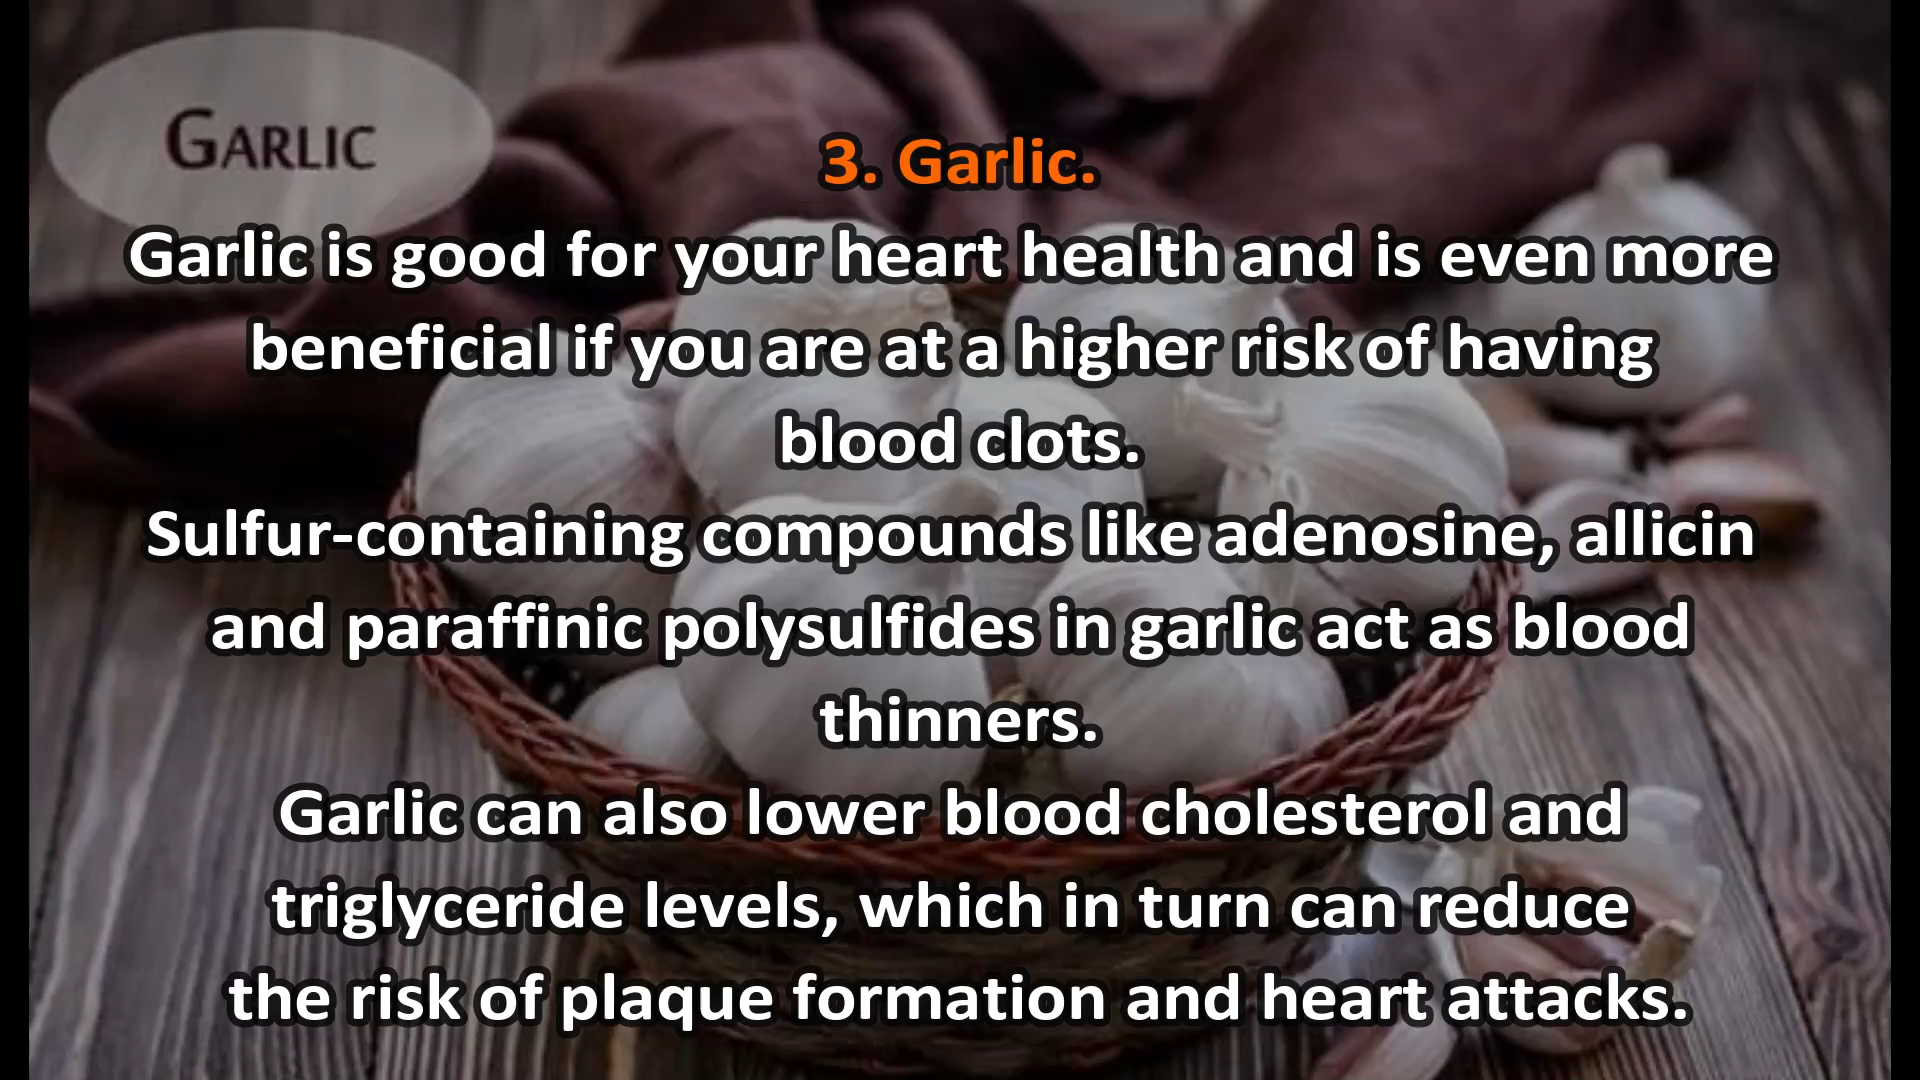 GARLIC
3. Garlic.
Garlic is good for your heart health and is even more
beneficial if you are at a higher risk of having
blood clots.
Sulfur-containing compounds like adenosine, allicin
and paraffinic polysulfides in garlic act as blood
thinners.
Garlic can also lower blood cholesterol and
triglyceride levels, which in turn can reduce
the risk of plaque formation and heart attacks.